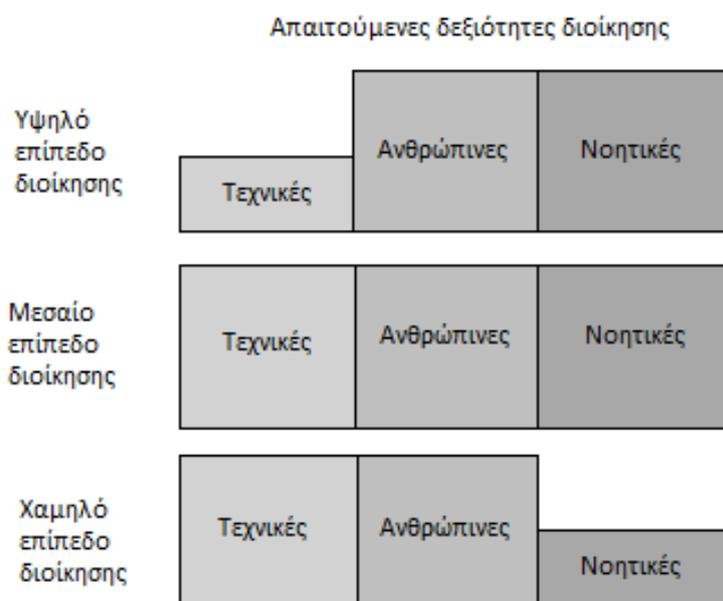 Απαιτούμενες δεξιότητες διοίκησης
Υψηλό
επίπεδο
διοίκησης
Τεχνικές
Ανθρώπινες
Νοητικές
Μεσαίο
επίπεδο
διοίκησης
Τεχνικές
Ανθρώπινες
Νοητικές
Χαμηλό
επίπεδο
διοίκησης
Τεχνικές
Ανθρώπινες
Νοητικές